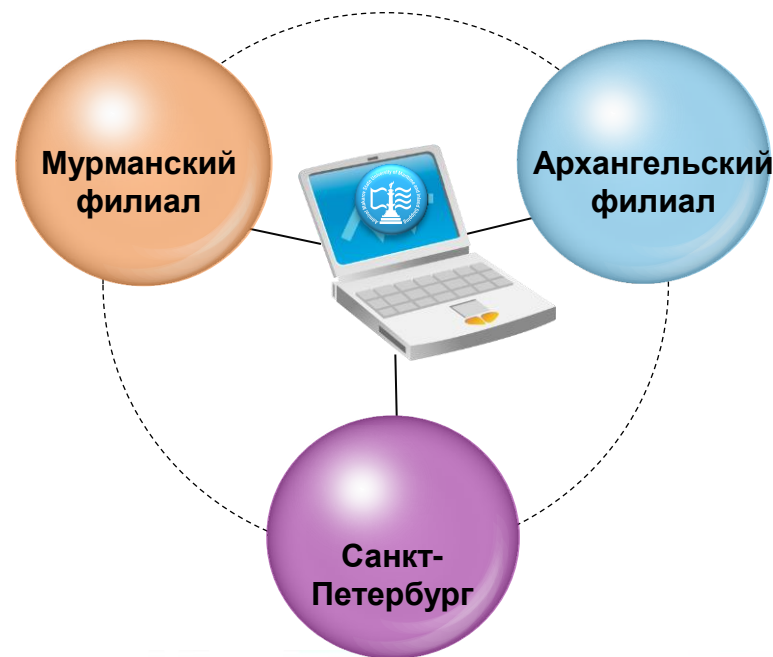 Мурманский
филиал
Архангельский
филиал
Санкт-
Петербург